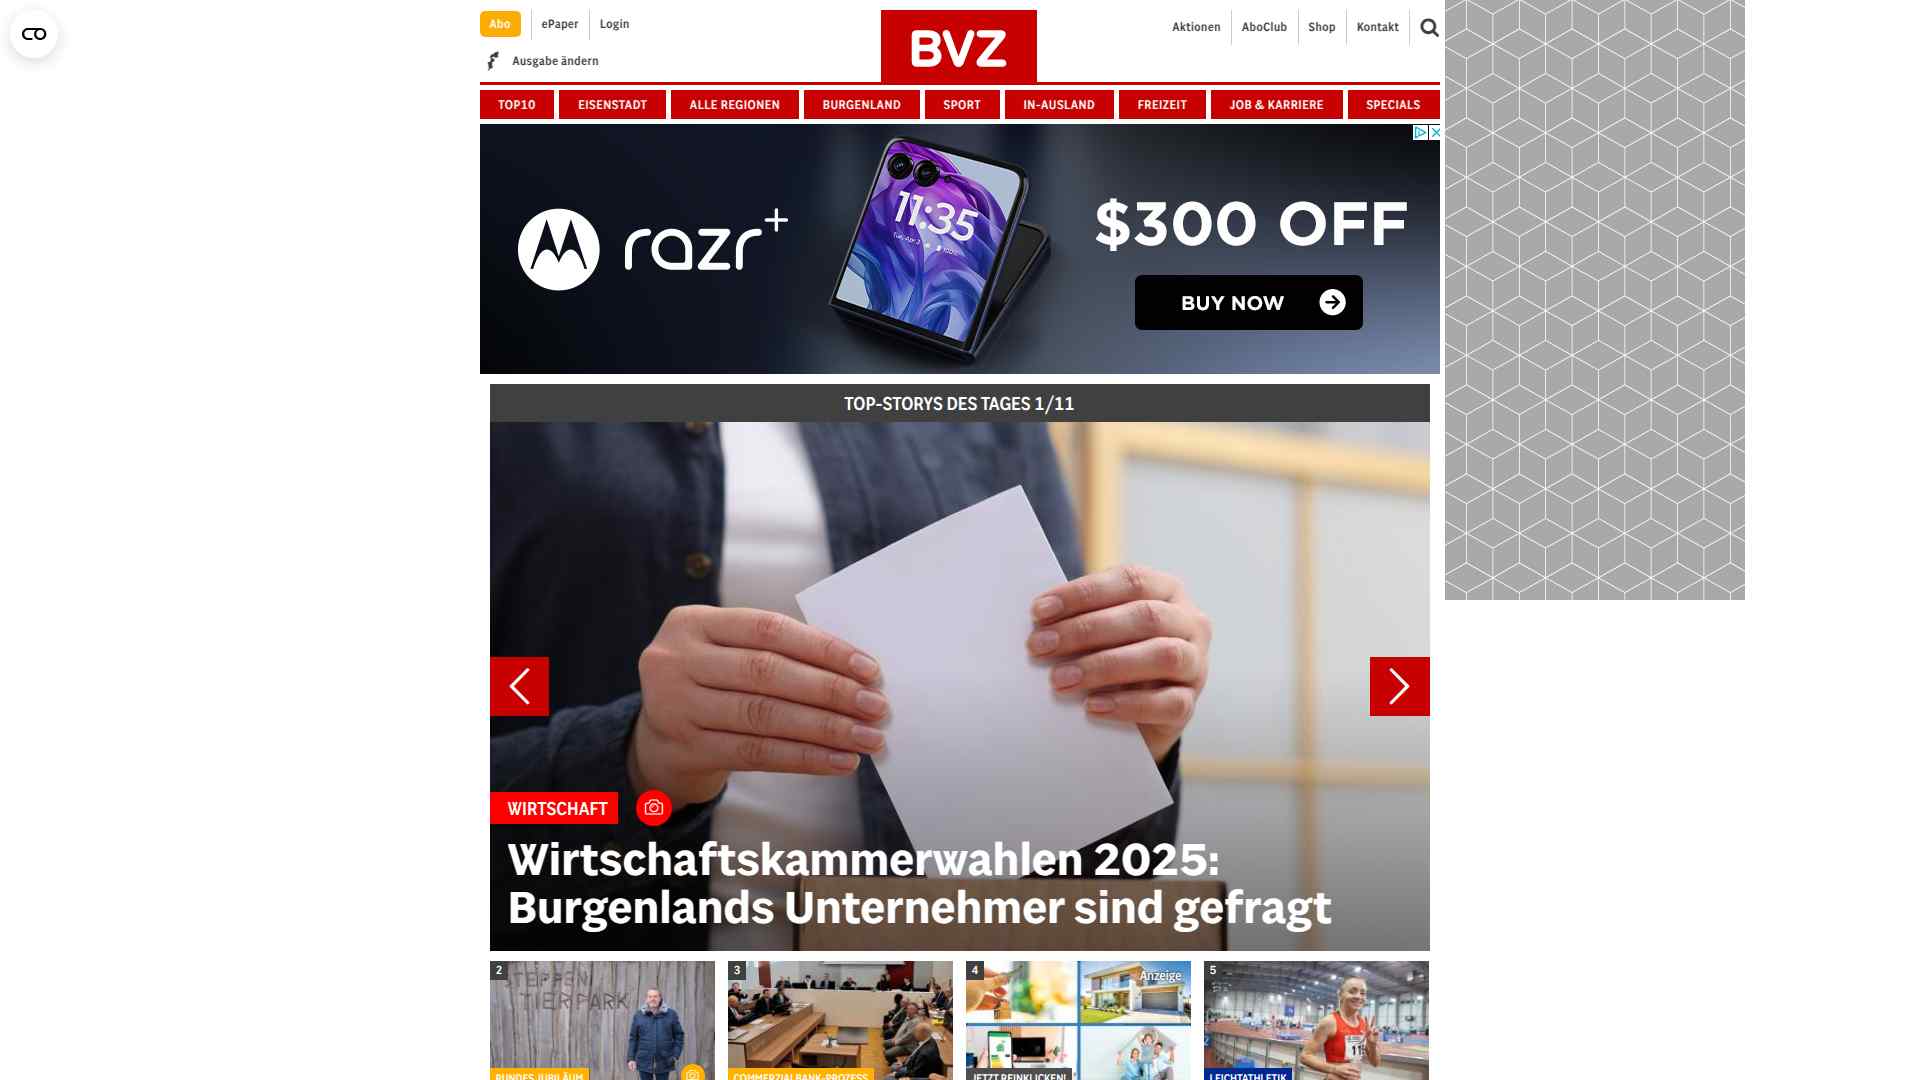 Abo
ePaper
Login
Aktionen
AboClub
Shop
Kontakt
Ausgabe ändern
BVZ
TOP10
EISENSTADT
ALLE REGIONEN
BURGENLAND
SPORT
IN-AUSLAND
FREIZEIT
JOB & KARRIERE
SPECIALS
razr+
11:35
$300 OFF
BUY NOW
TOP-STORYS DES TAGES 1/11
WIRTSCHAFT
Wirtschaftskammerwahlen 2025:
Burgenlands Unternehmer sind gefragt
2
STEPPEN
TIERPARK
RUNDES JUBILÄUM
3
COMMERZIALBANK-PROZESS
4
Anzeige
JETZT REINKLICKEN!
5
LEICHTATHLETIK